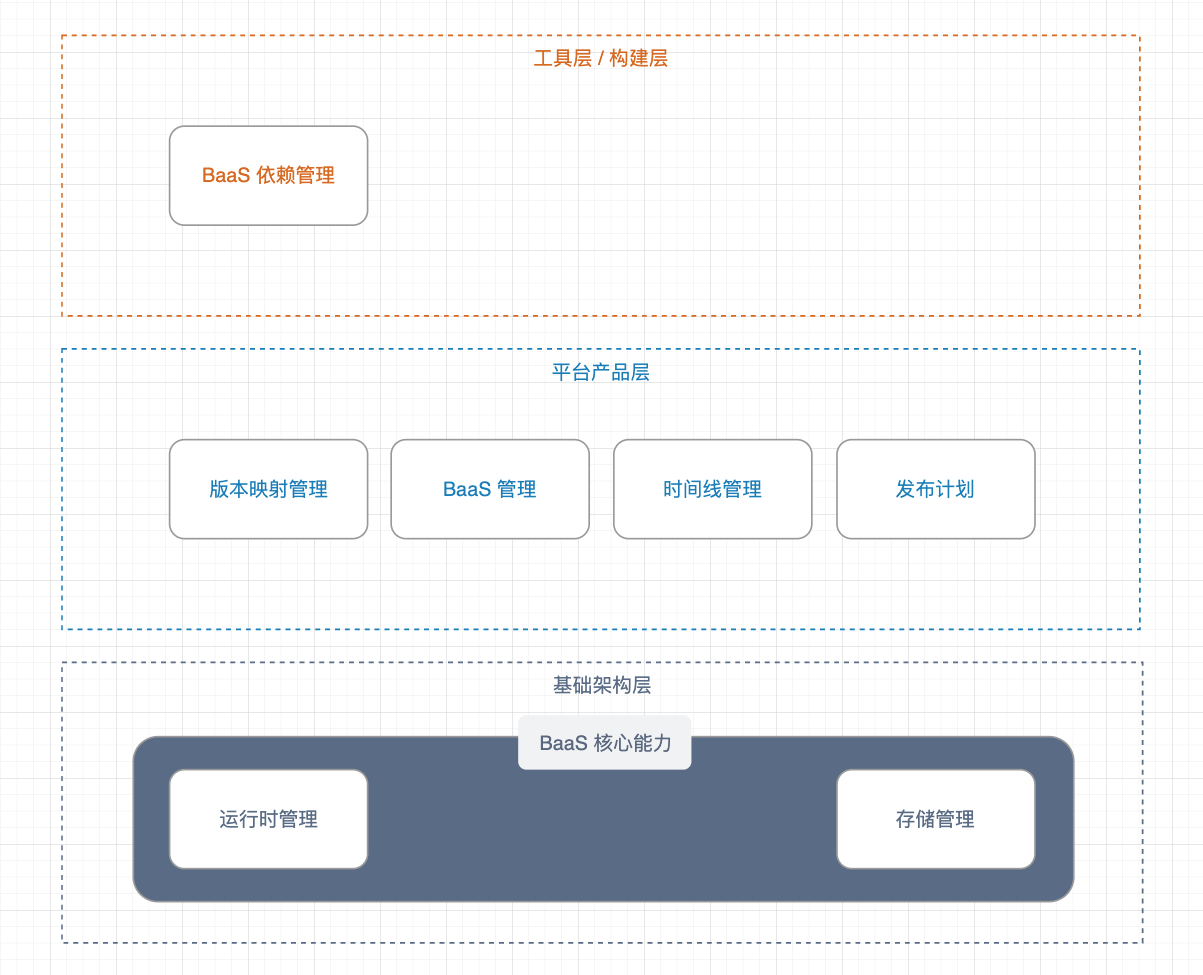 工具层 / 构建层
BaaS 依赖管理
平台产品层
版本映射管理
BaaS 管理
时间线管理
发布计划
基础架构层
BaaS 核心能力
运行时管理
存储管理